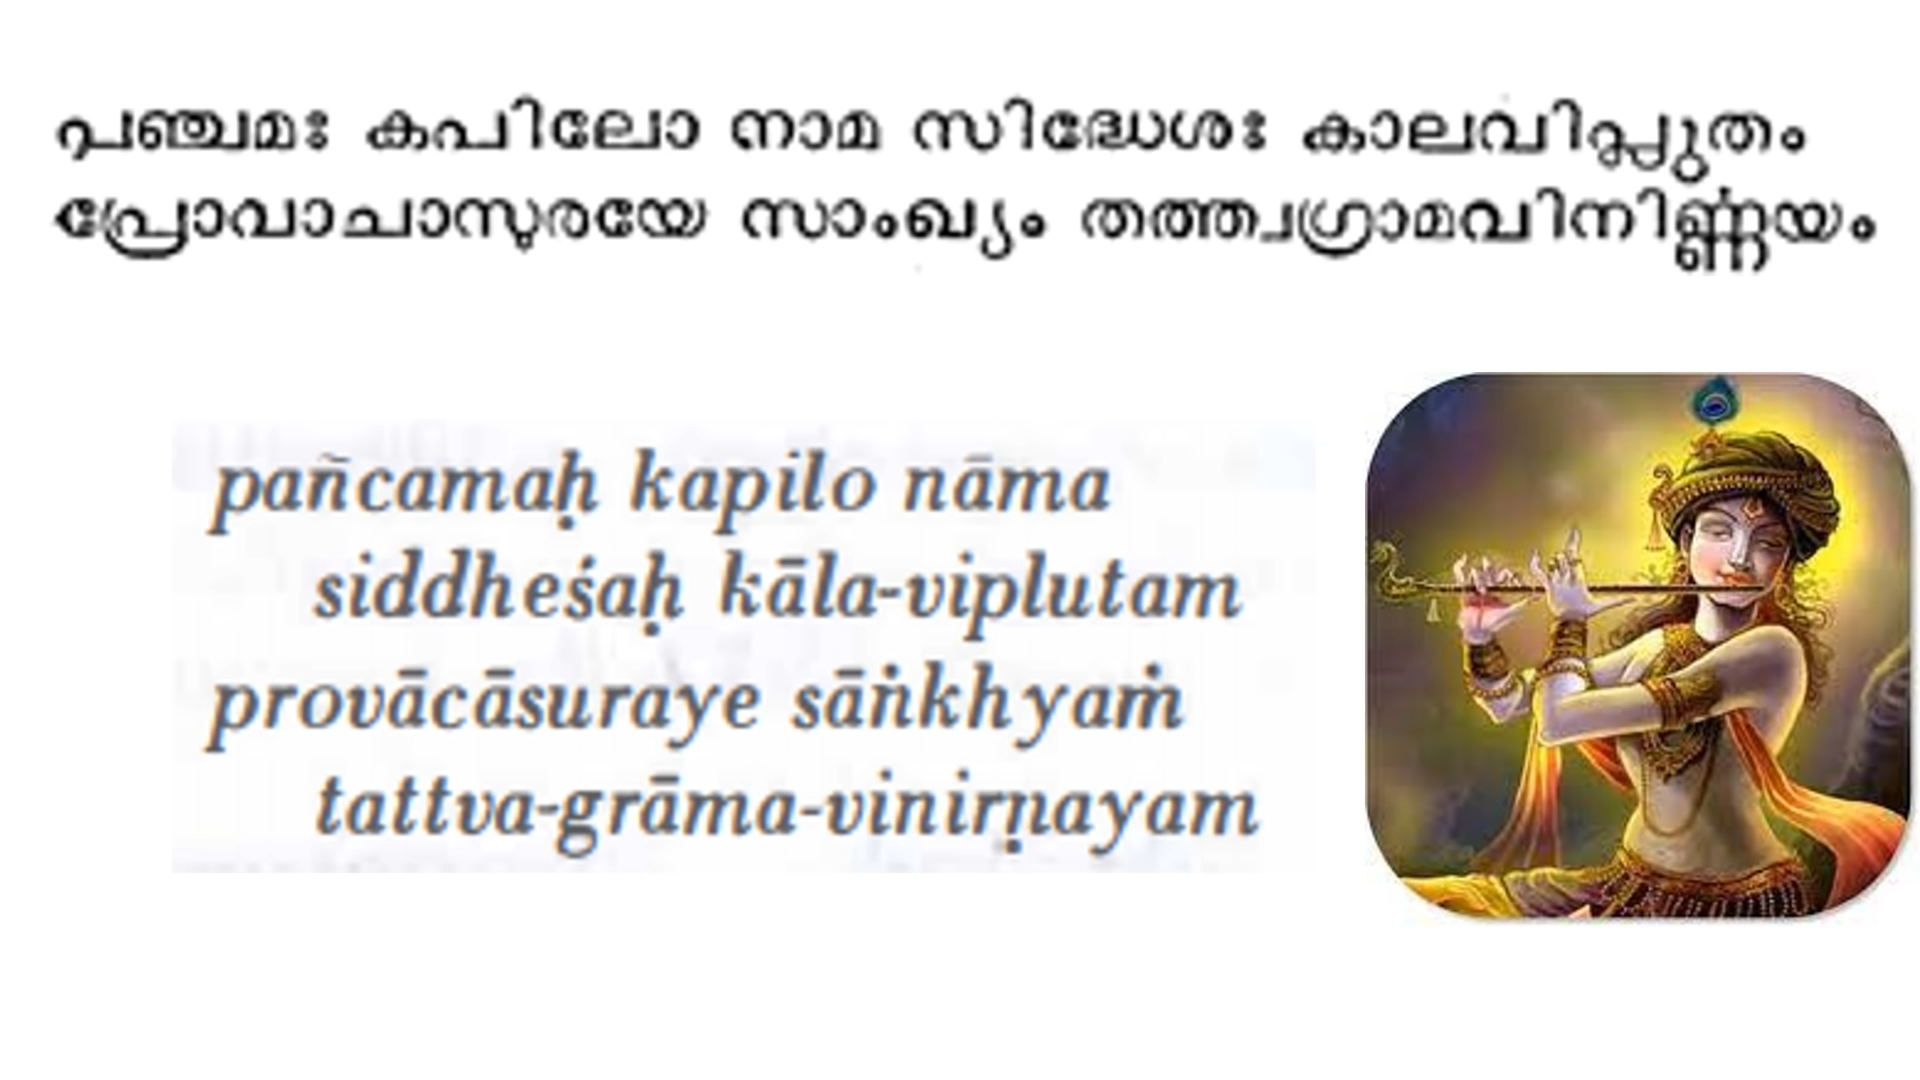 പഞ്ചമഃ കപിലോ നാമ സിദ്ധേശഃ കാലവിപ്ലുതം
പ്രോവാചാസുരയേ സാംഖ്യം തത്ത്വഗ്രാമവിനിർണ്ണയം
pañcamaḥ kapilo nāma
siddheśaḥ kāla-viplutam
provācāsuraye sāṅkhyaṁ
tattva-grāma-vinirṇayam